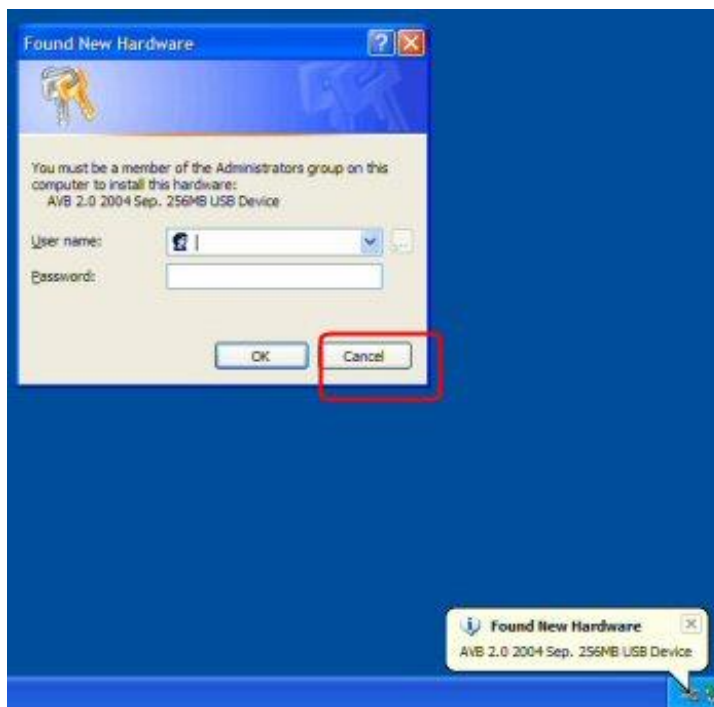 Found New Hardware
You must be a member of the Administrators group on this
computer to install this hardware:
AVB 2.0 2004 Sep. 256MB USB Device
User name:
Password:
OK
Cancel
Found New Hardware
AVB 2.0 2004 Sep. 256MB USB Device